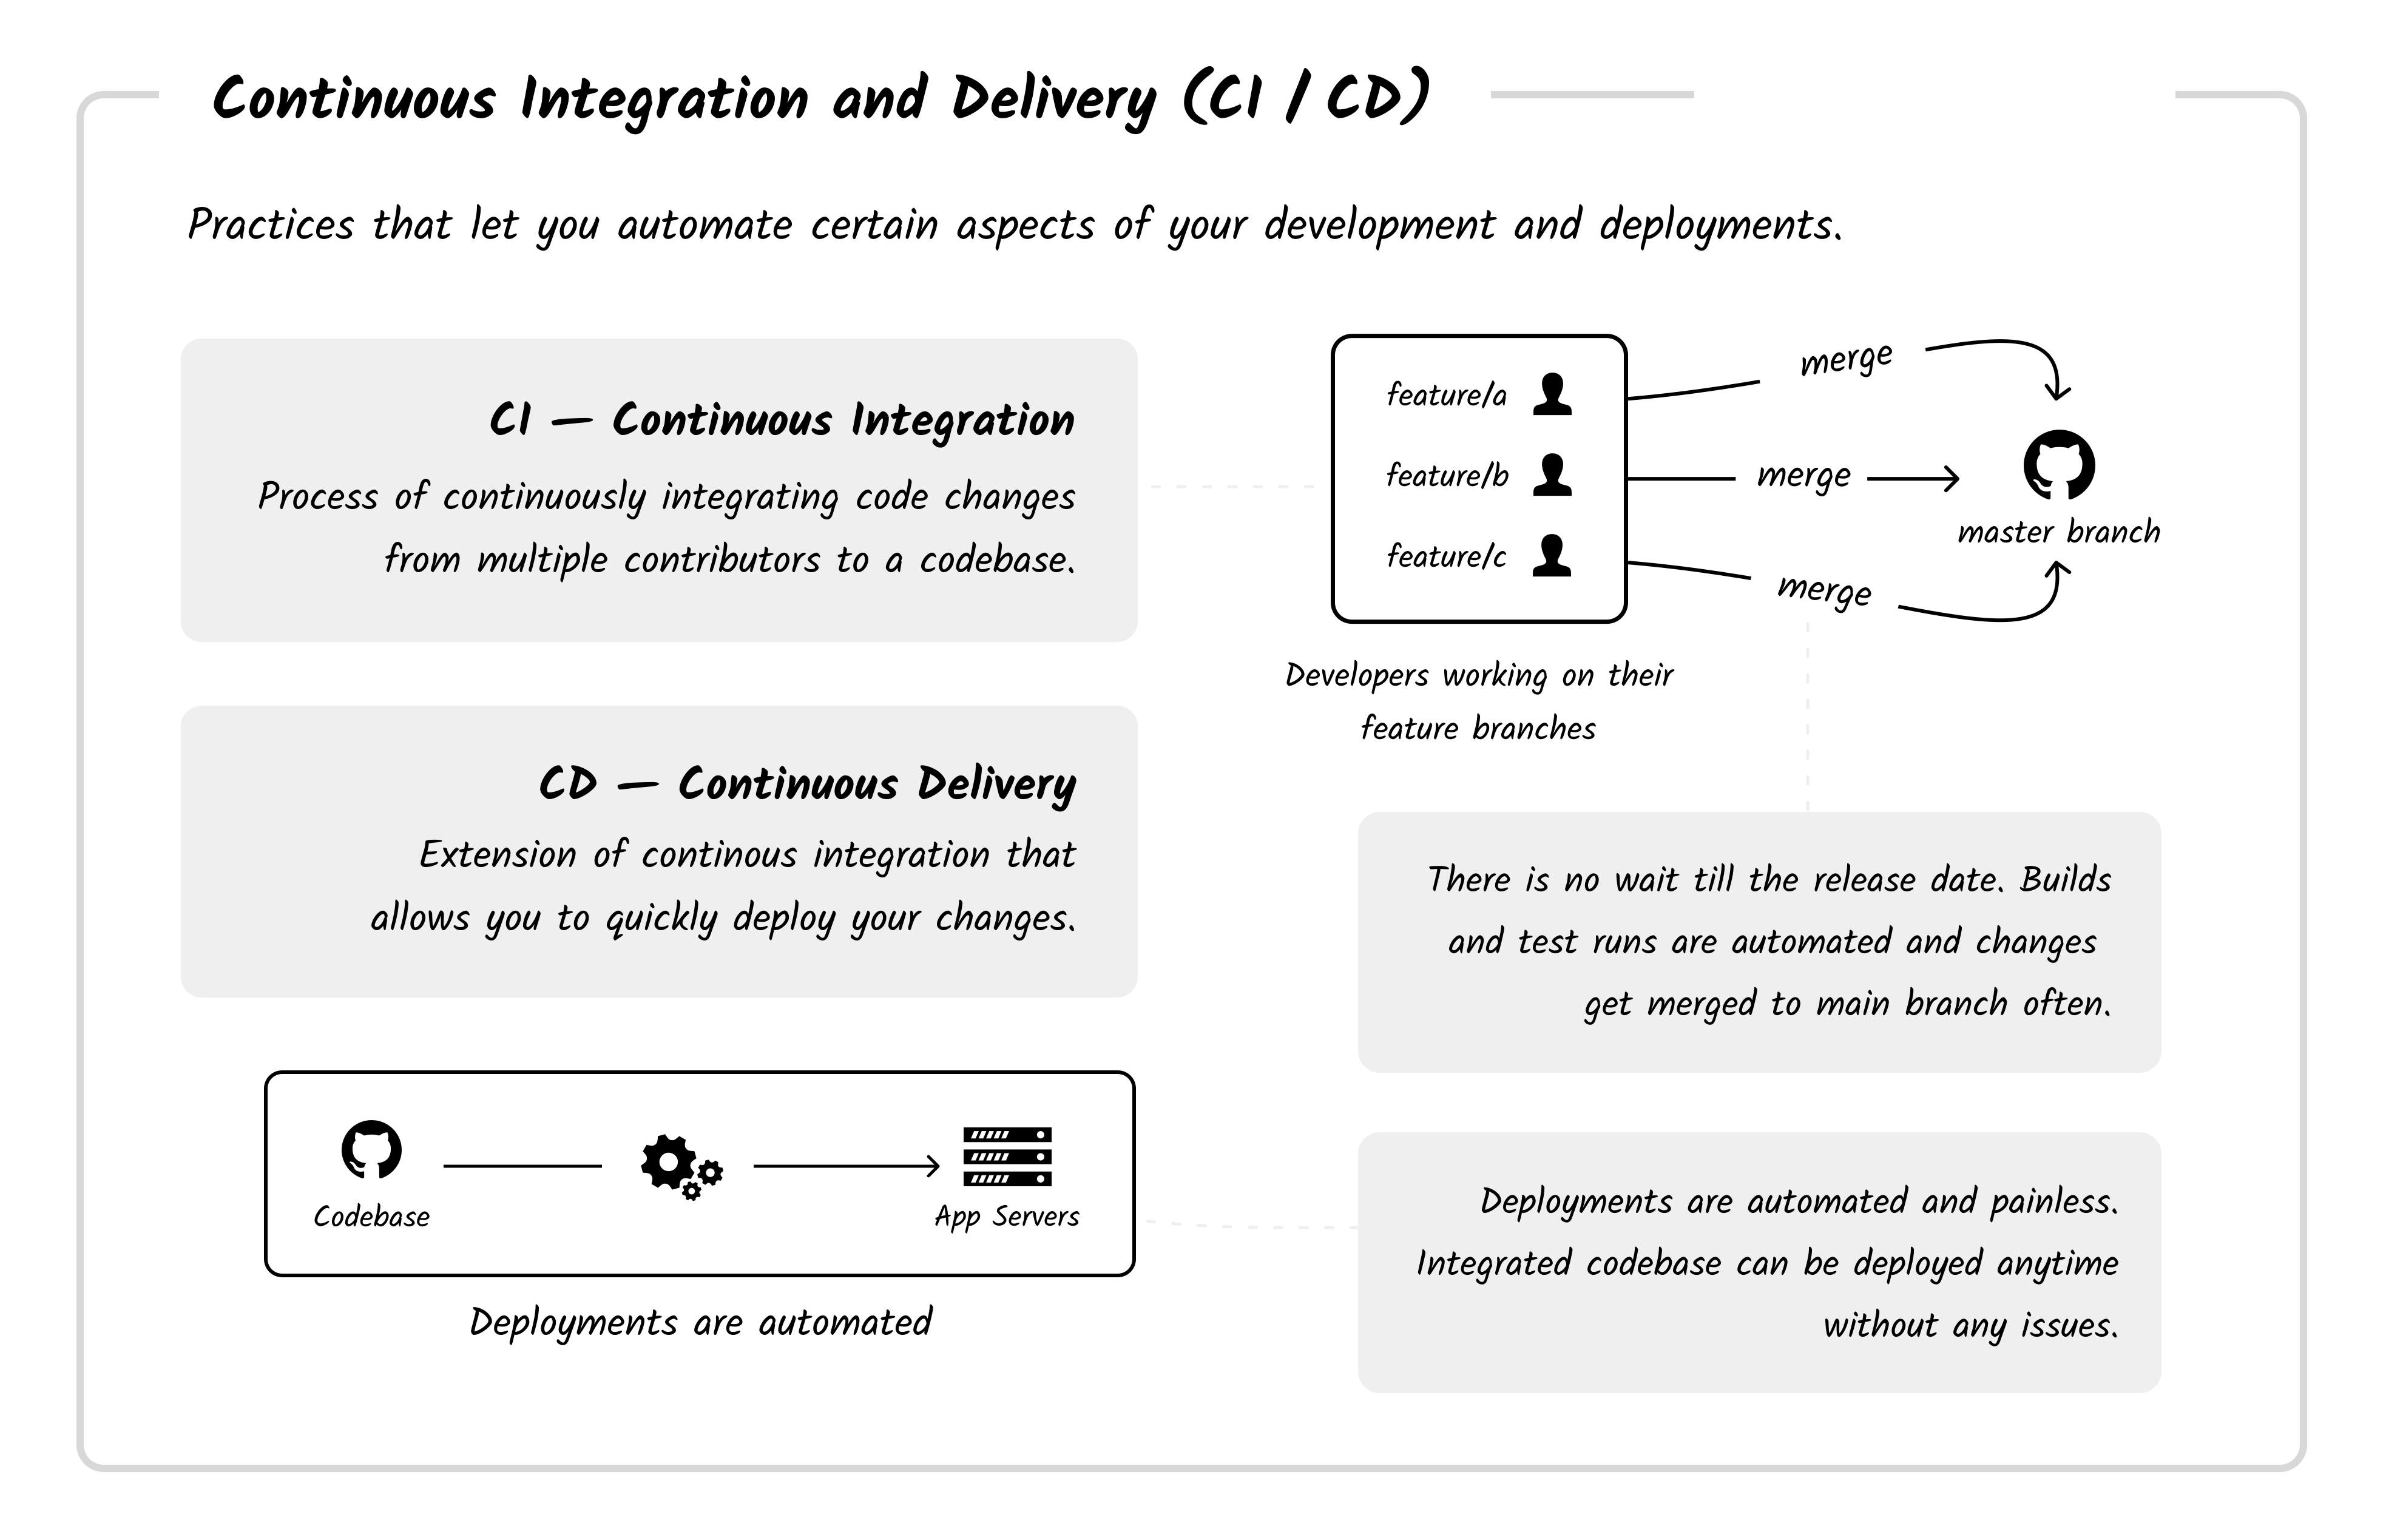 Continuous Integration and Delivery (CI / CD)
Practices that let you automate certain aspects of your development and deployments.
CI — Continuous Integration
Process of continuously integrating code changes
from multiple contributors to a codebase.
feature/a
feature/b
feature/c
merge
merge
merge
master branch
Developers working on their
feature branches
CD — Continuous Delivery
Extension of continous integration that
allows you to quickly deploy your changes.
There is no wait till the release date. Builds
and test runs are automated and changes
get merged to main branch often.
Codebase
App Servers
Deployments are automated
Deployments are automated and painless.
Integrated codebase can be deployed anytime
without any issues.